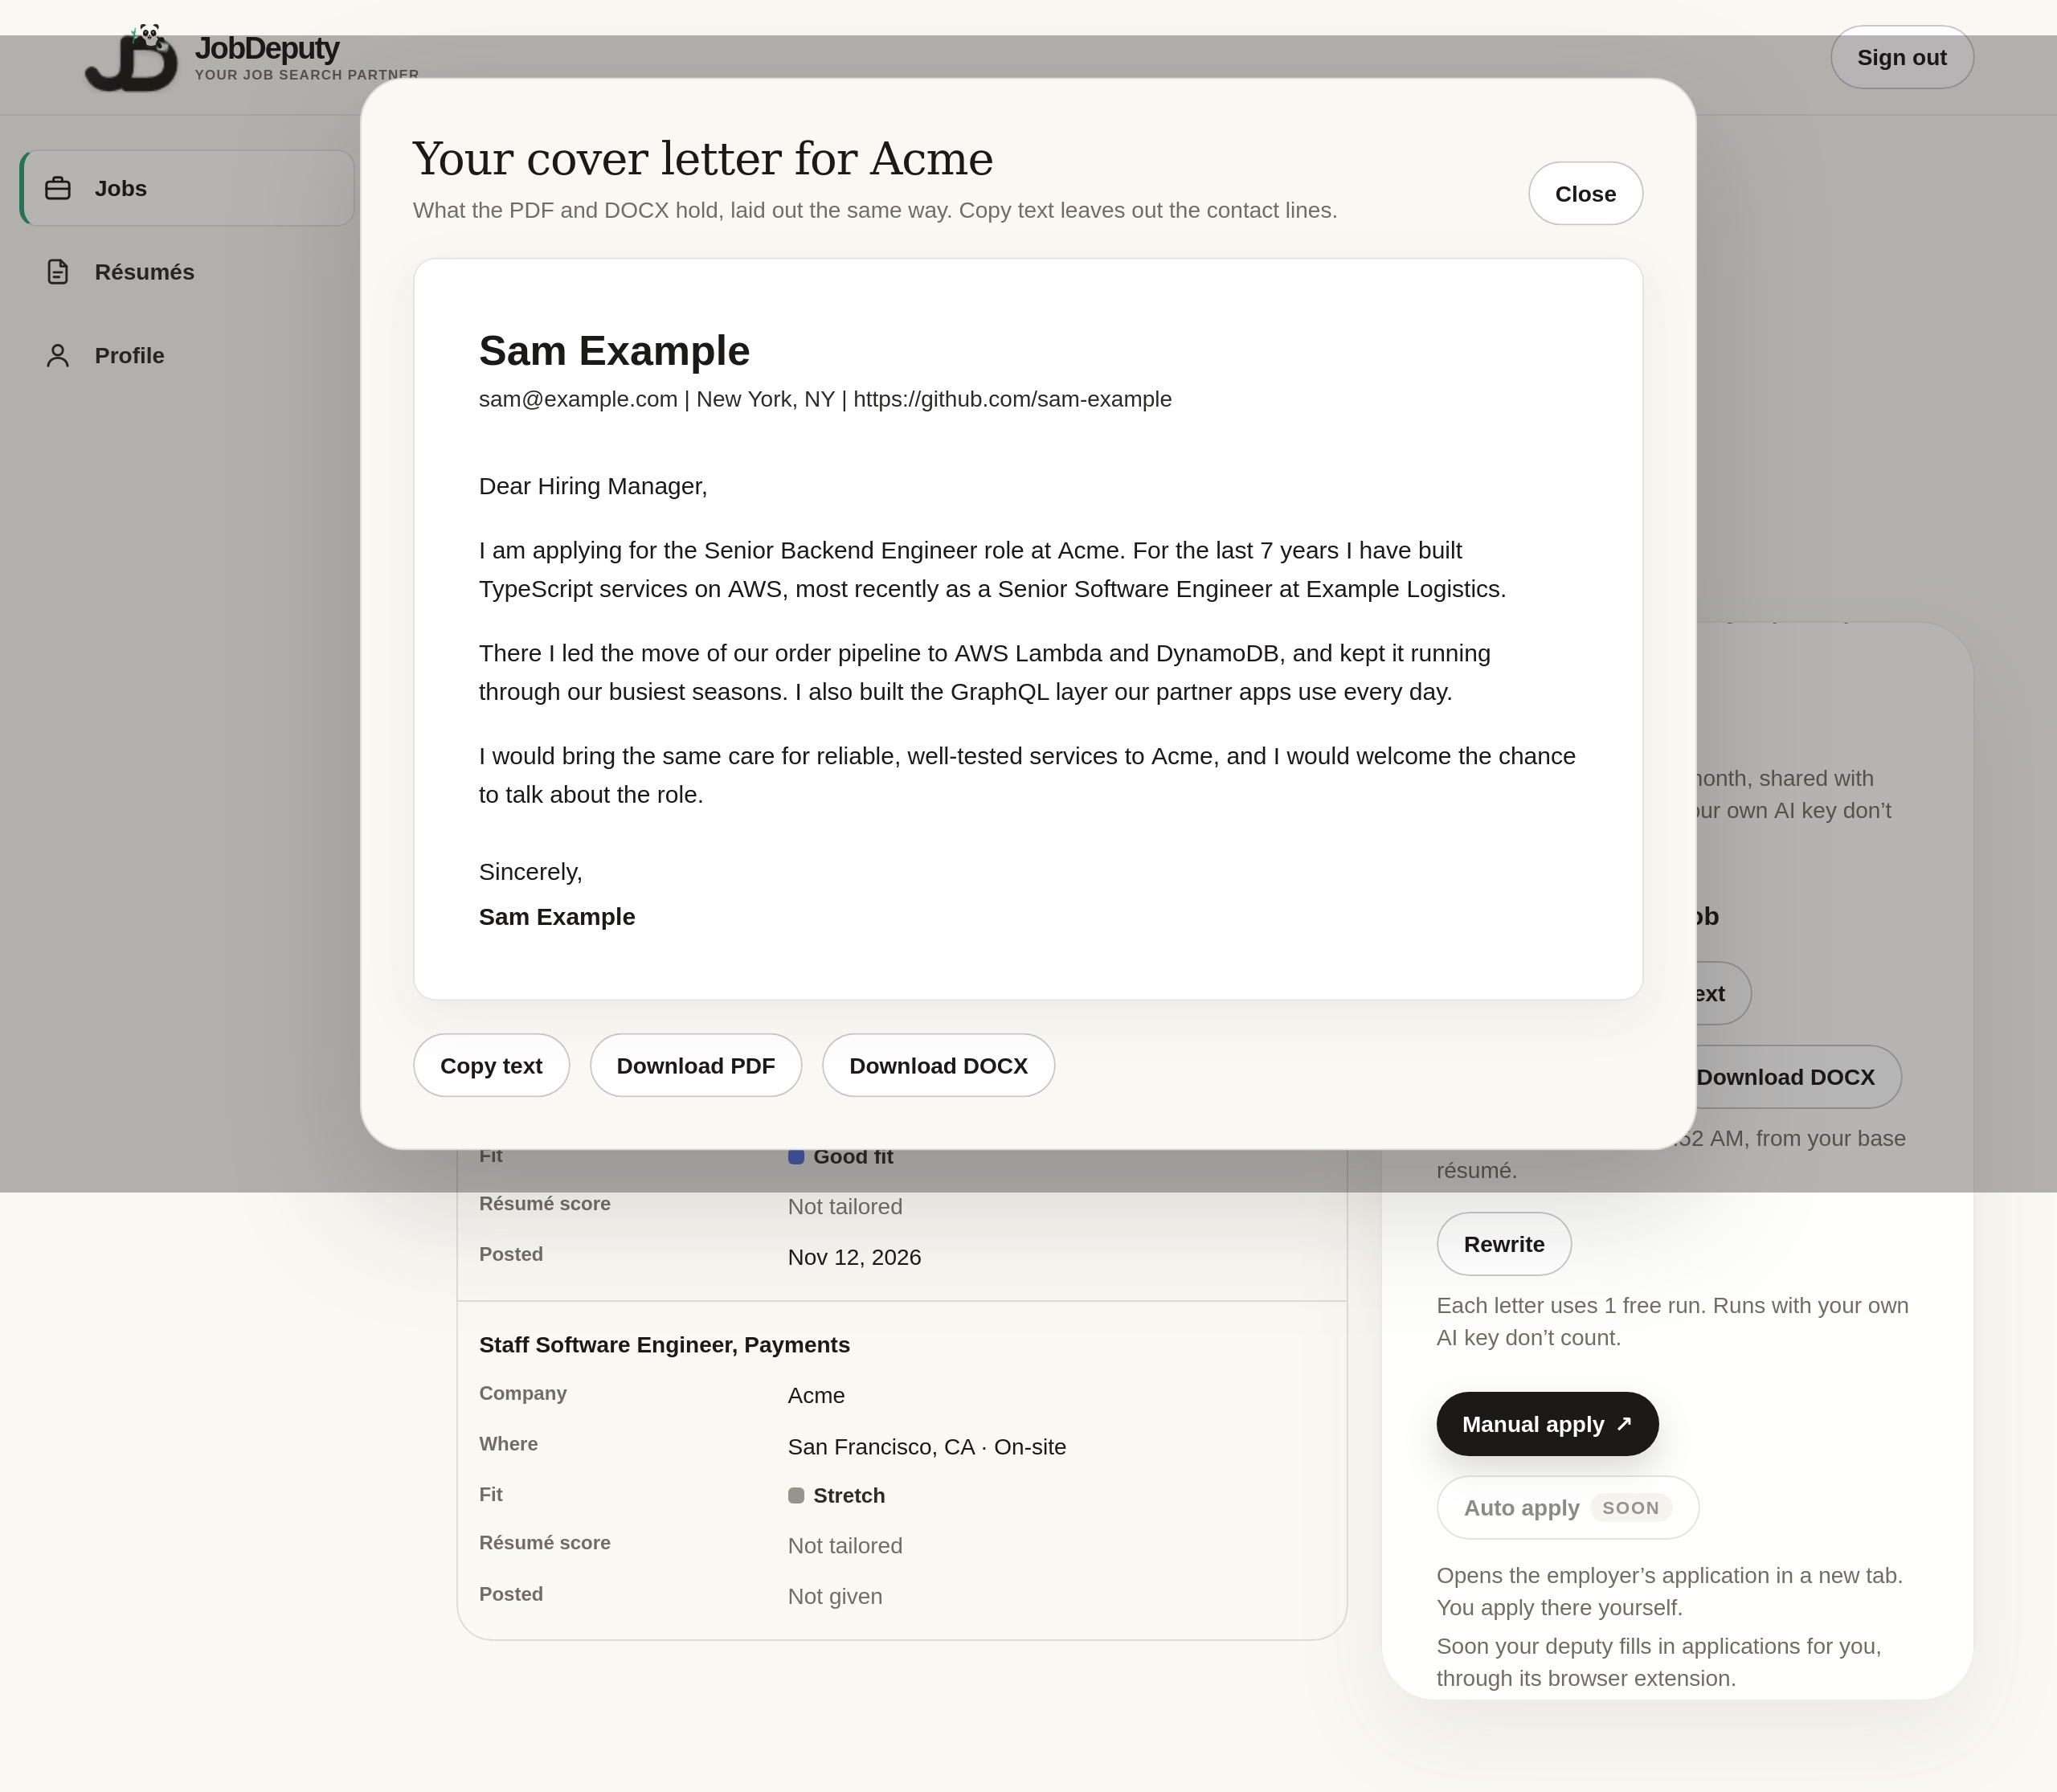 JobDeputy
YOUR JOB SEARCH PARTNER
Sign out
Jobs
Résumés
Profile
Your cover letter for Acme
What the PDF and DOCX hold, laid out the same way. Copy text leaves out the contact lines.
Close
Sam Example
sam@example.com | New York, NY | https://github.com/sam-example
Dear Hiring Manager,
I am applying for the Senior Backend Engineer role at Acme. For the last 7 years I have built
TypeScript services on AWS, most recently as a Senior Software Engineer at Example Logistics.
There I led the move of our order pipeline to AWS Lambda and DynamoDB, and kept it running
through our busiest seasons. I also built the GraphQL layer our partner apps use every day.
I would bring the same care for reliable, well-tested services to Acme, and I would welcome the chance
to talk about the role.
Sincerely,
Sam Example
Copy text
Download PDF
Download DOCX
Fit
Good fit
Résumé score
Not tailored
Posted
Nov 12, 2026
Staff Software Engineer, Payments
Company
Acme
Where
San Francisco, CA · On-site
Fit
Stretch
Résumé score
Not tailored
Posted
Not given
shared with
own AI key don’t
Download DOCX
AM, from your base
résumé.
Rewrite
Each letter uses 1 free run. Runs with your own
AI key don’t count.
Manual apply ↗
Auto apply SOON
Opens the employer’s application in a new tab.
You apply there yourself.
Soon your deputy fills in applications for you,
through its browser extension.